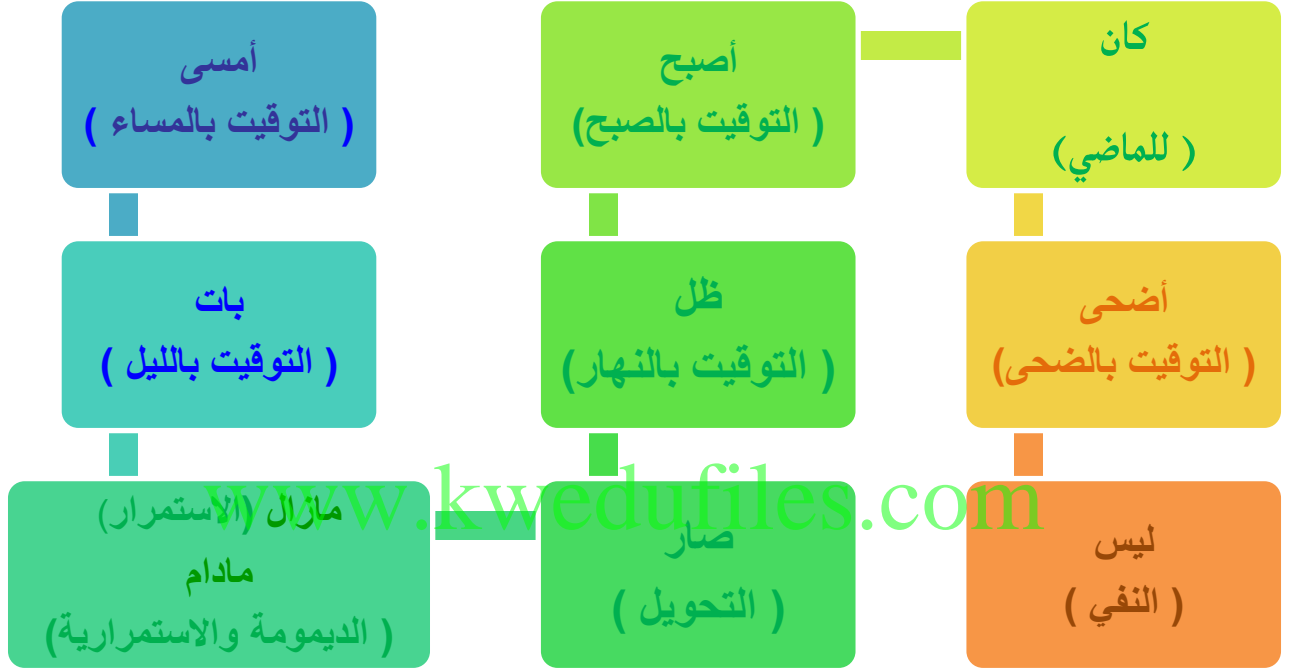 كان
( للماضي)
أصبح
( التوقيت بالصبح)
أمسى
( التوقيت بالمساء )
أضحى
( التوقيت بالضحى)
ظل
( التوقيت بالنهار)
بات
( التوقيت بالليل )
ليس
( النفي )
صار
( التحويل )
مازال (الإستمرار)
مادام
( الديمومة والاستمرارية)
www.kwedufiles.com